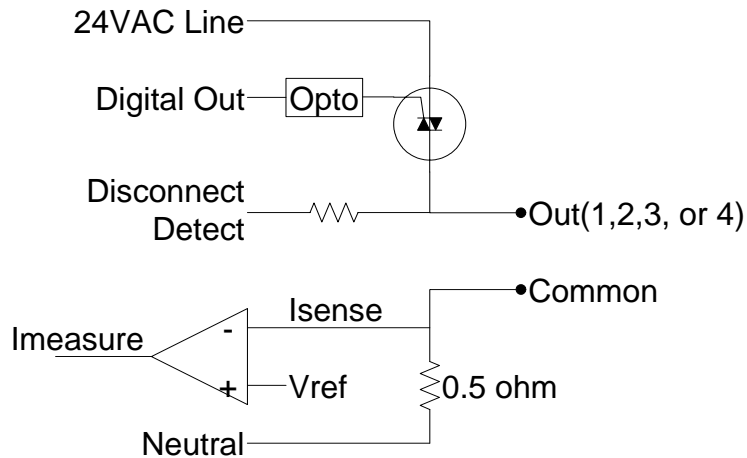 24VAC Line
Digital Out
Opto
Disconnect
Detect
Out(1,2,3, or 4)
Common
Isense
-
Imeasure
+
Vref
0.5 ohm
Neutral